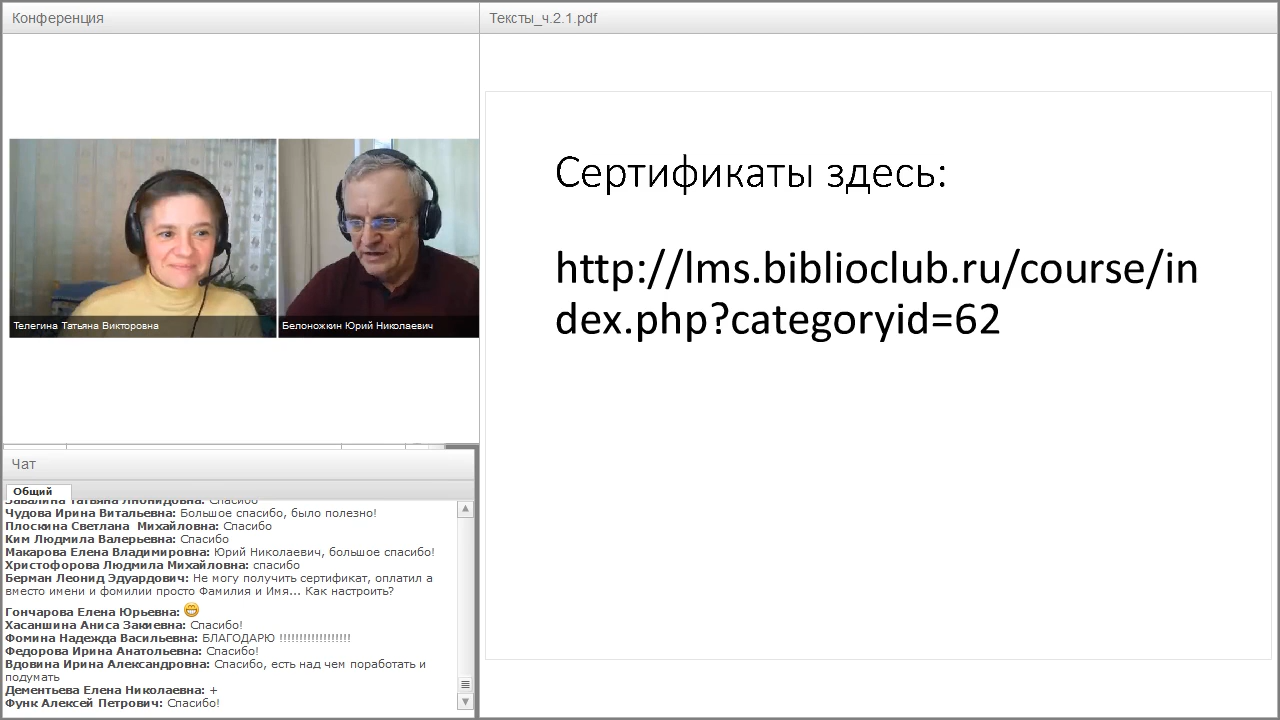 Конференция
Тексты_ч.2.1.pdf
Телегина Татьяна Викторовна
Белоножкин Юрий Николаевич
Сертификаты здесь:
http://lms.biblioclub.ru/course/in
dex.php?categoryid=62
Чат
Общий
Завалина Татьяна Леонидовна: Спасибо
Чудова Ирина Витальевна: Большое спасибо, было полезно!
Плоскина Светлана Михайловна: Спасибо
Ким Людмила Валерьевна: Спасибо
Макарова Елена Владимировна: Юрий Николаевич, большое спасибо!
Христофорова Людмила Михайловна: спасибо
Берман Леонид Эдуардович: Не могу получить сертификат, оплатил а
вместо имени и фомилии просто Фамилия и Имя... Как настроить?
Гончарова Елена Юрьевна:
Хасаншина Аниса Закиевна: Спасибо!
Фомина Надежда Васильевна: БЛАГОДАРЮ !!!!!!!!!!!!!!!!!!
Федорова Ирина Анатольевна: Спасибо!
Вдовина Ирина Александровна: Спасибо, есть над чем поработать и
подумать
Дементьева Елена Николаевна: +
Функ Алексей Петрович: Спасибо!